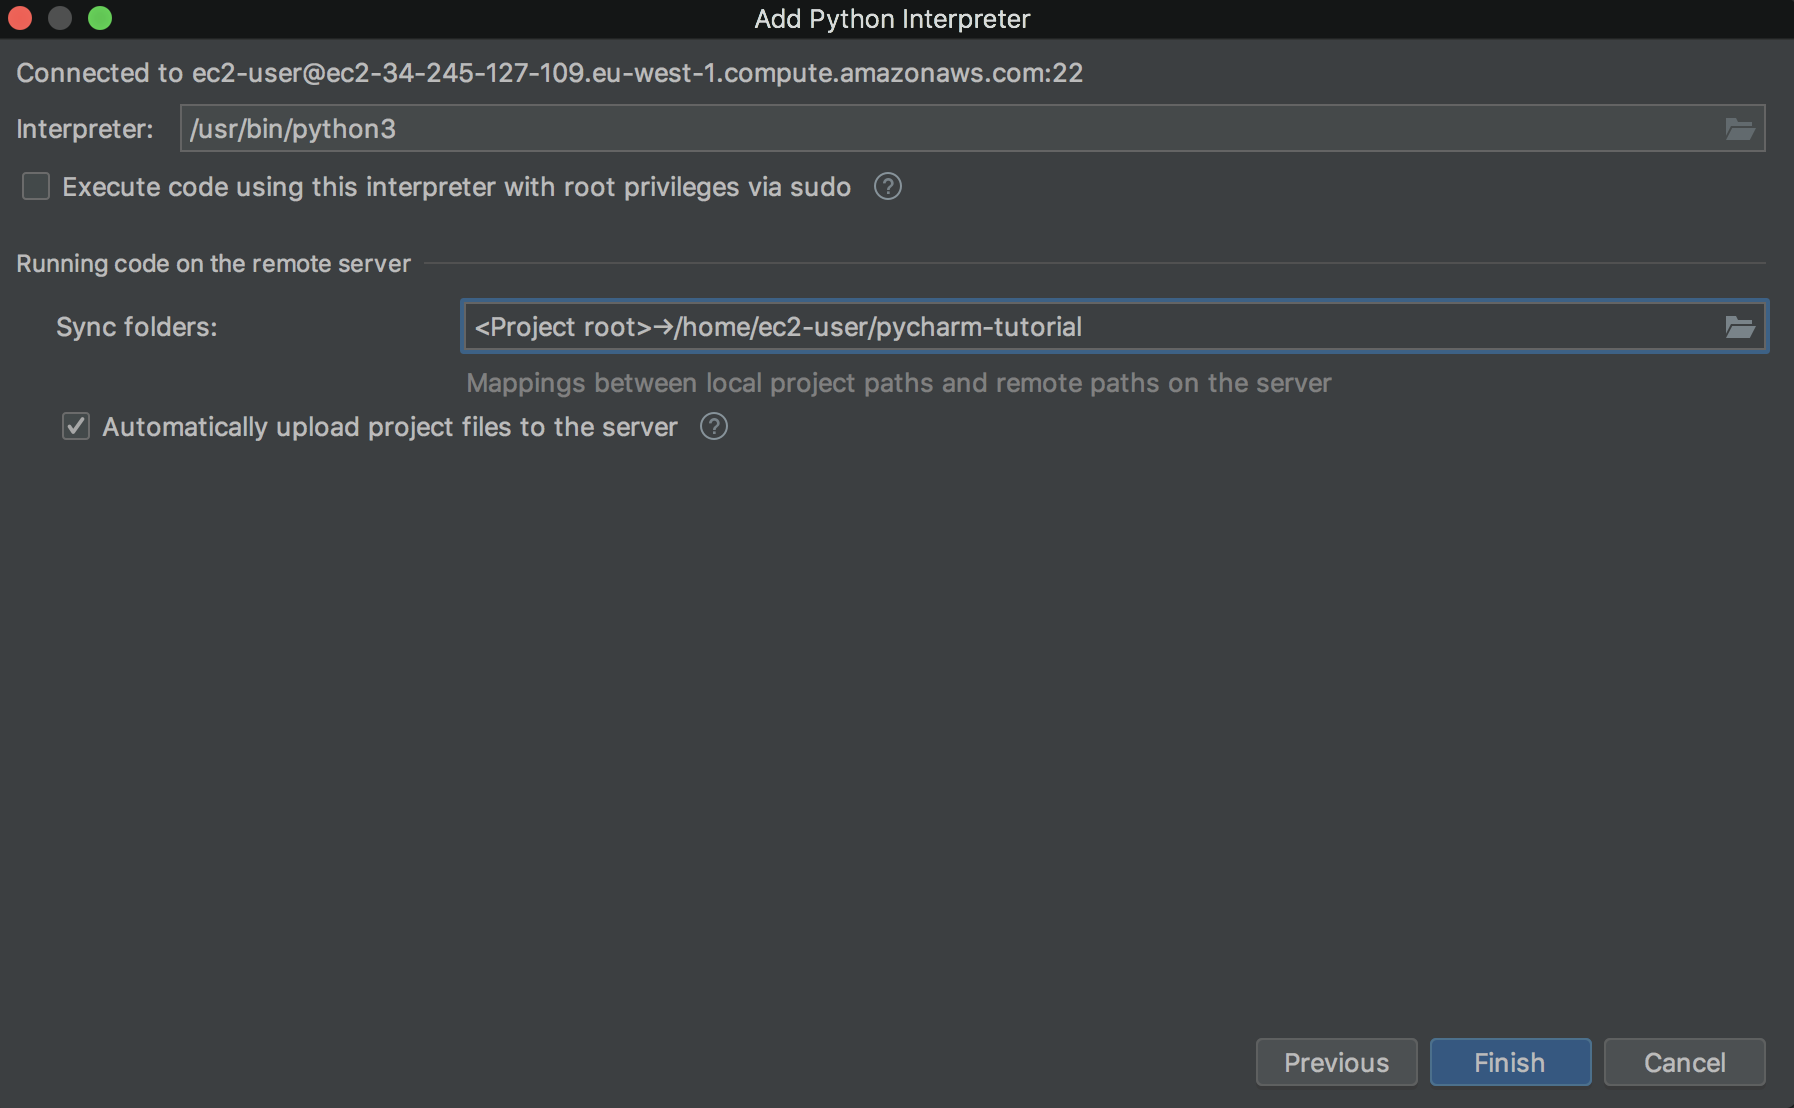 Add Python Interpreter
Connected to ec2-user@ec2-34-245-127-109.eu-west-1.compute.amazonaws.com:22
Interpreter: /usr/bin/python3
Execute code using this interpreter with root privileges via sudo ?
Running code on the remote server
Sync folders: <Project root>→/home/ec2-user/pycharm-tutorial
Mappings between local project paths and remote paths on the server
Automatically upload project files to the server ?
Previous Finish Cancel